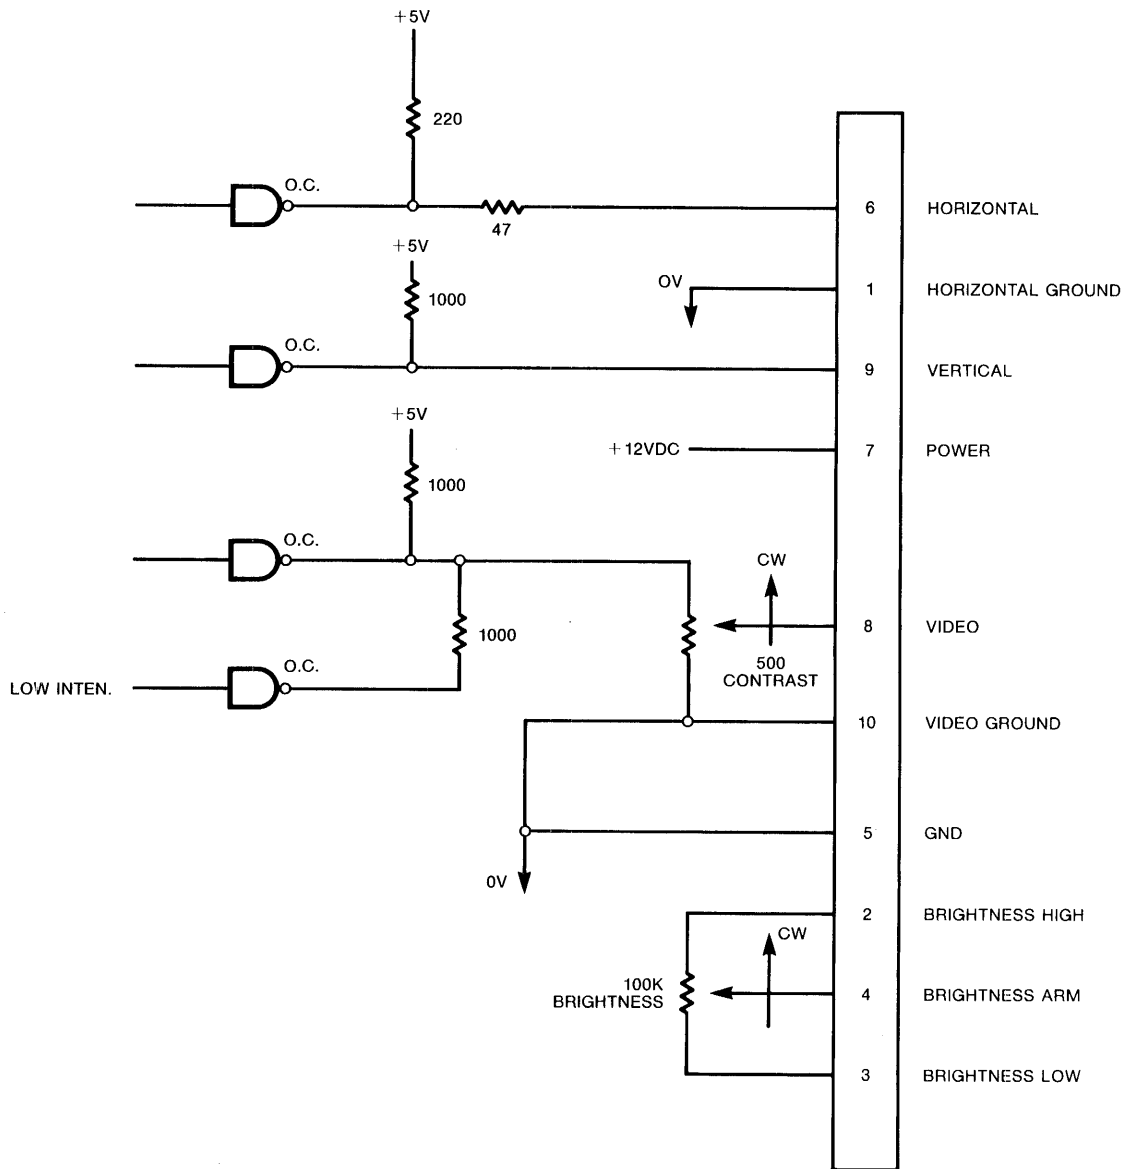 +5V
220
O.C.
47
6 HORIZONTAL
+5V
1000
OV
1 HORIZONTAL GROUND
O.C.
9 VERTICAL
+5V
+12VDC
7 POWER
1000
O.C.
CW
1000
8 VIDEO
500
CONTRAST
O.C.
LOW INTEN.
10 VIDEO GROUND
5 GND
0V
2 BRIGHTNESS HIGH
CW
100K
BRIGHTNESS
4 BRIGHTNESS ARM
3 BRIGHTNESS LOW